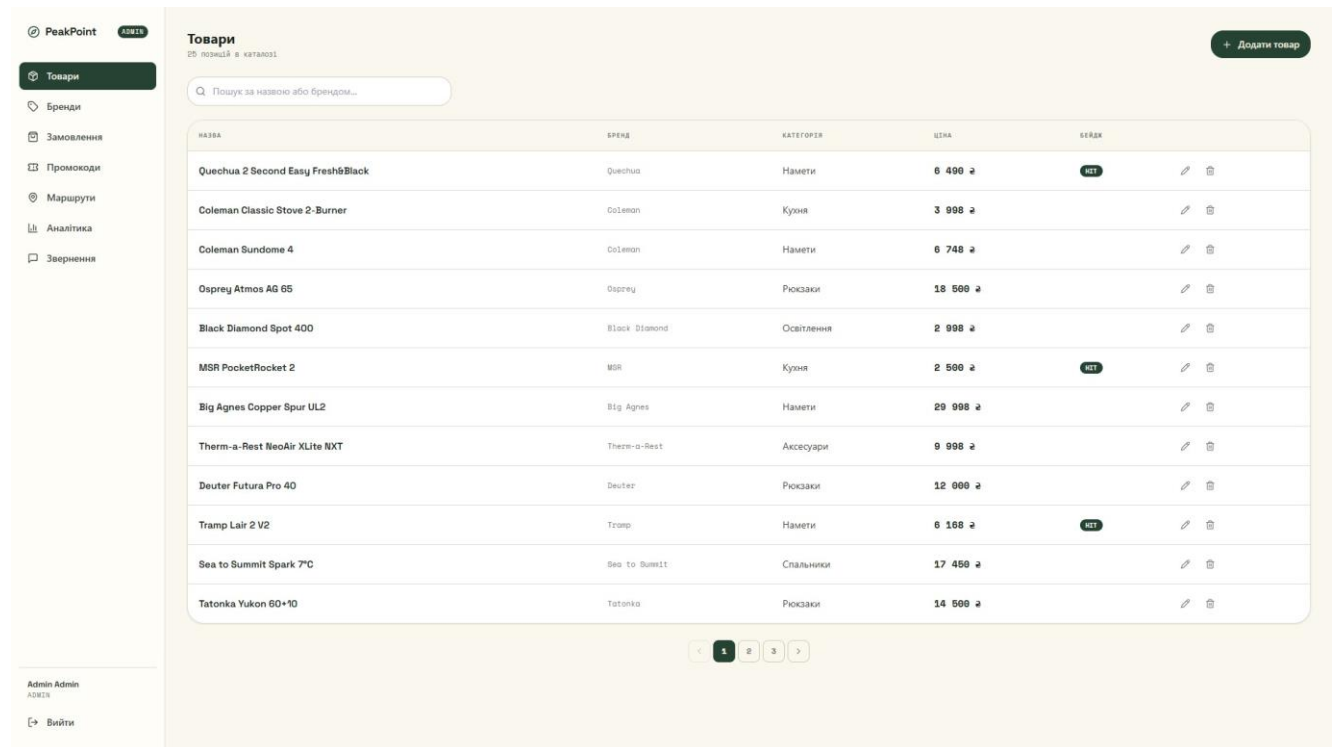 PeakPoint ADMIN
Товари
Бренди
Замовлення
Промокоди
Маршрути
Аналітика
Звернення
Admin Admin
ADMIN
Вийти
Товари
25 позицій в каталозі
+ Додати товар
Пошук за назвою або брендом...
НАЗВА БРЕНД КАТЕГОРІЯ ЦІНА БЕЙДЖ
Quechua 2 Second Easy Fresh&Black Quechua Намети 6 490 ₴ ХІТ
Coleman Classic Stove 2-Burner Coleman Кухня 3 998 ₴
Coleman Sundome 4 Coleman Намети 6 748 ₴
Osprey Atmos AG 65 Osprey Рюкзаки 18 500 ₴
Black Diamond Spot 400 Black Diamond Освітлення 2 998 ₴
MSR PocketRocket 2 MSR Кухня 2 500 ₴ ХІТ
Big Agnes Copper Spur UL2 Big Agnes Намети 29 998 ₴
Therm-a-Rest NeoAir XLite NXT Therm-a-Rest Аксесуари 9 998 ₴
Deuter Futura Pro 40 Deuter Рюкзаки 12 000 ₴
Tramp Lair 2 V2 Tramp Намети 6 168 ₴ ХІТ
Sea to Summit Spark 7°C Sea to Summit Спальники 17 450 ₴
Tatonka Yukon 60+10 Tatonka Рюкзаки 14 500 ₴
< 1 2 3 >